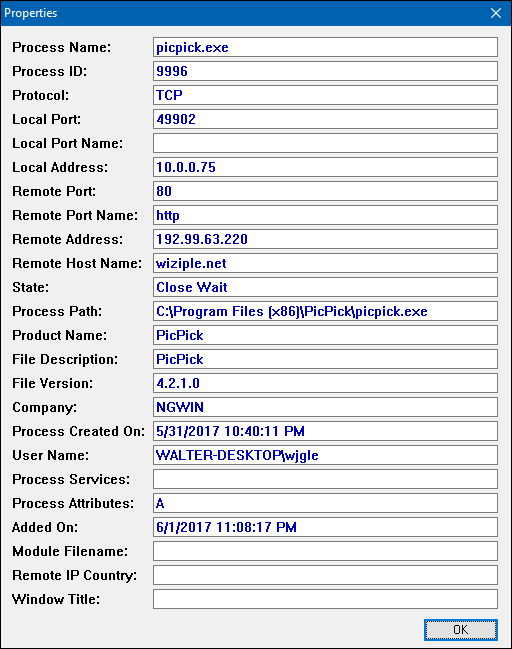 Properties
Process Name: picpick.exe
Process ID: 9996
Protocol: TCP
Local Port: 49902
Local Port Name:
Local Address: 10.0.0.75
Remote Port: 80
Remote Port Name: http
Remote Address: 192.99.63.220
Remote Host Name: wiziple.net
State: Close Wait
Process Path: C:\Program Files (x86)\PicPick\picpick.exe
Product Name: PicPick
File Description: PicPick
File Version: 4.2.1.0
Company: NGWIN
Process Created On: 5/31/2017 10:40:11 PM
User Name: WALTER-DESKTOP\wjgle
Process Services:
Process Attributes: A
Added On: 6/1/2017 11:08:17 PM
Module Filename:
Remote IP Country:
Window Title:
OK